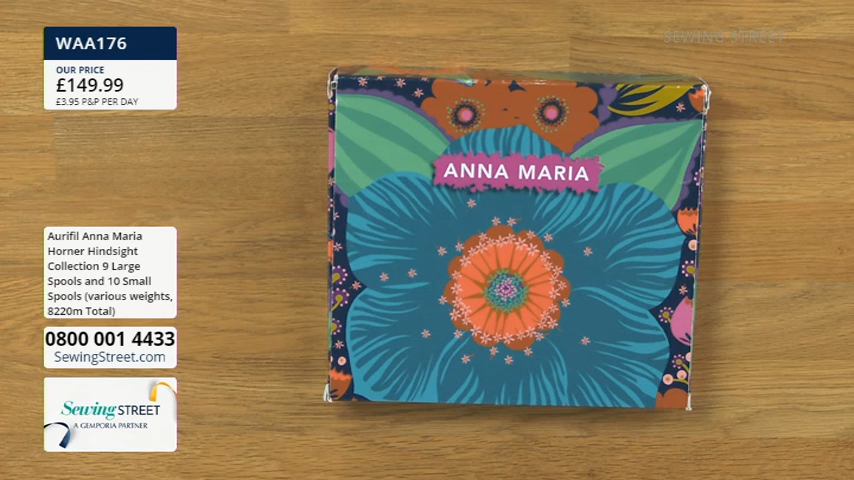 WAA176
OUR PRICE
£149.99
£3.95 P&P PER DAY
SEWING STREET
ANNA MARIA
Aurifil Anna Maria
Horner Hindsight
Collection 9 Large
Spools and 10 Small
Spools (various weights,
8220m Total)
0800 001 4433
SewingStreet.com
Sewing STREET
A GEMPORIA PARTNER